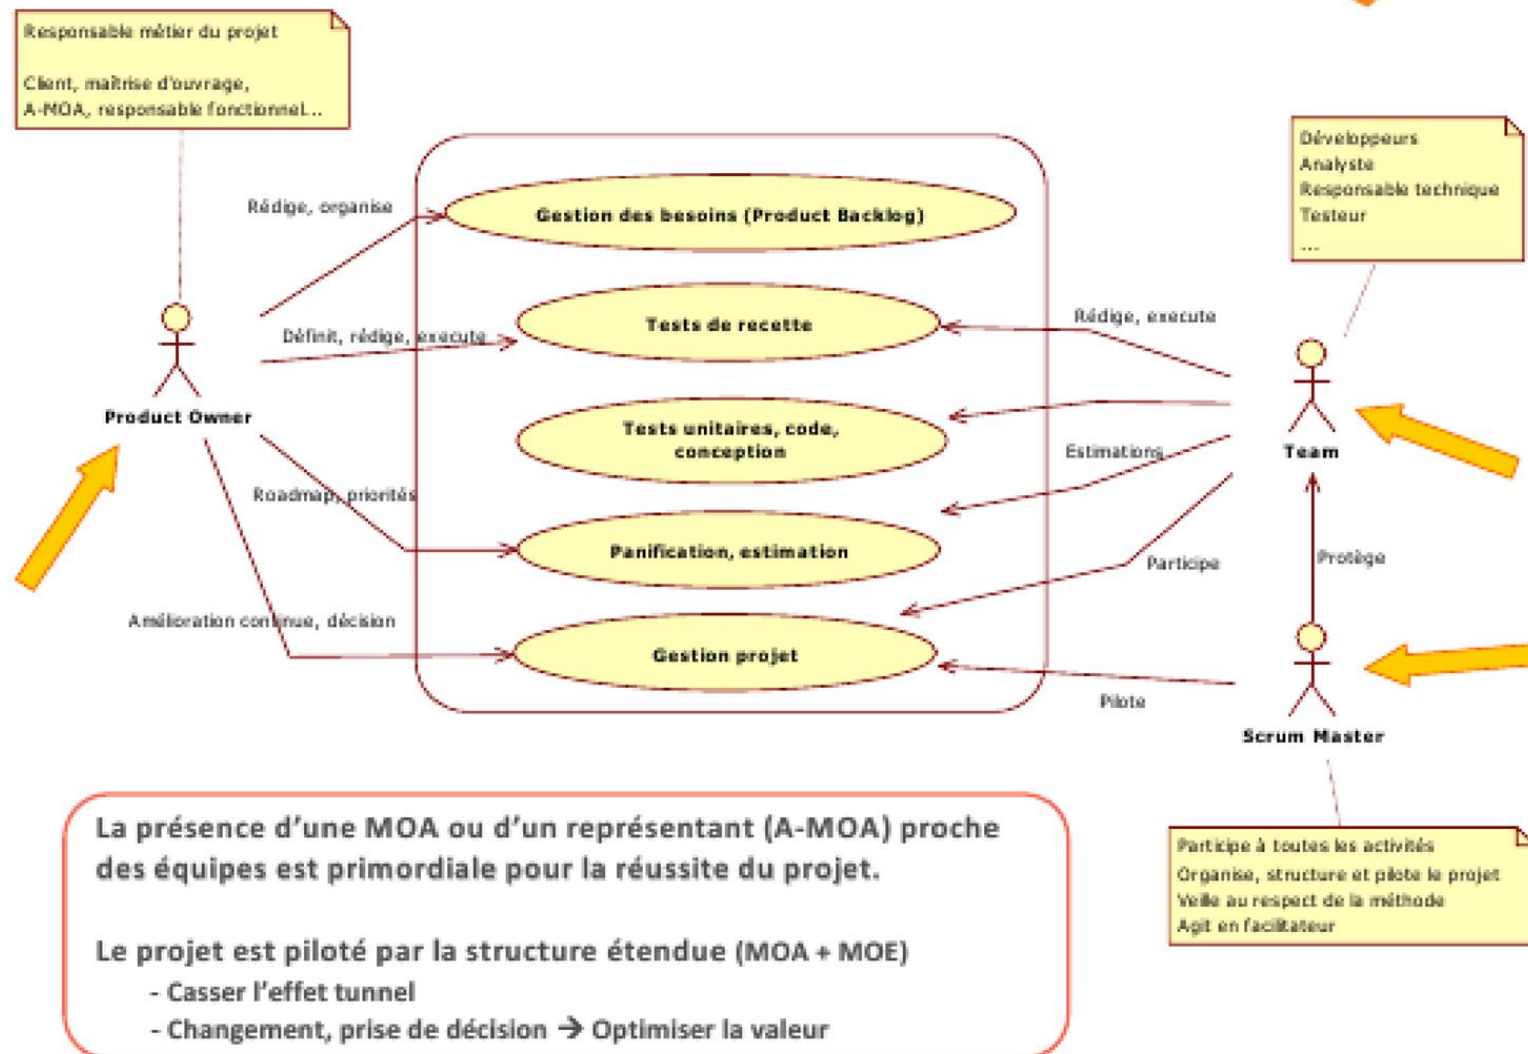 Responsable métier du projet
Client, maîtrise d'ouvrage,
A-MOA, responsable fonctionnel...
Développeurs
Analyste
Responsable technique
Testeur
...
Rédige, organise
Gestion des besoins (Product Backlog)
Définit, rédige, execute
Tests de recette
Rédige, execute
Product Owner
Tests unitaires, code,
conception
Estimations
Team
Roadmap, priorités
Panification, estimation
Participe
Protège
Amélioration continue, décision
Gestion projet
Pilote
Scrum Master
La présence d'une MOA ou d'un représentant (A-MOA) proche
des équipes est primordiale pour la réussite du projet.
Le projet est piloté par la structure étendue (MOA + MOE)
- Casser l'effet tunnel
- Changement, prise de décision → Optimiser la valeur
Participe à toutes les activités
Organise, structure et pilote le projet
Veille au respect de la méthode
Agit en facilitateur